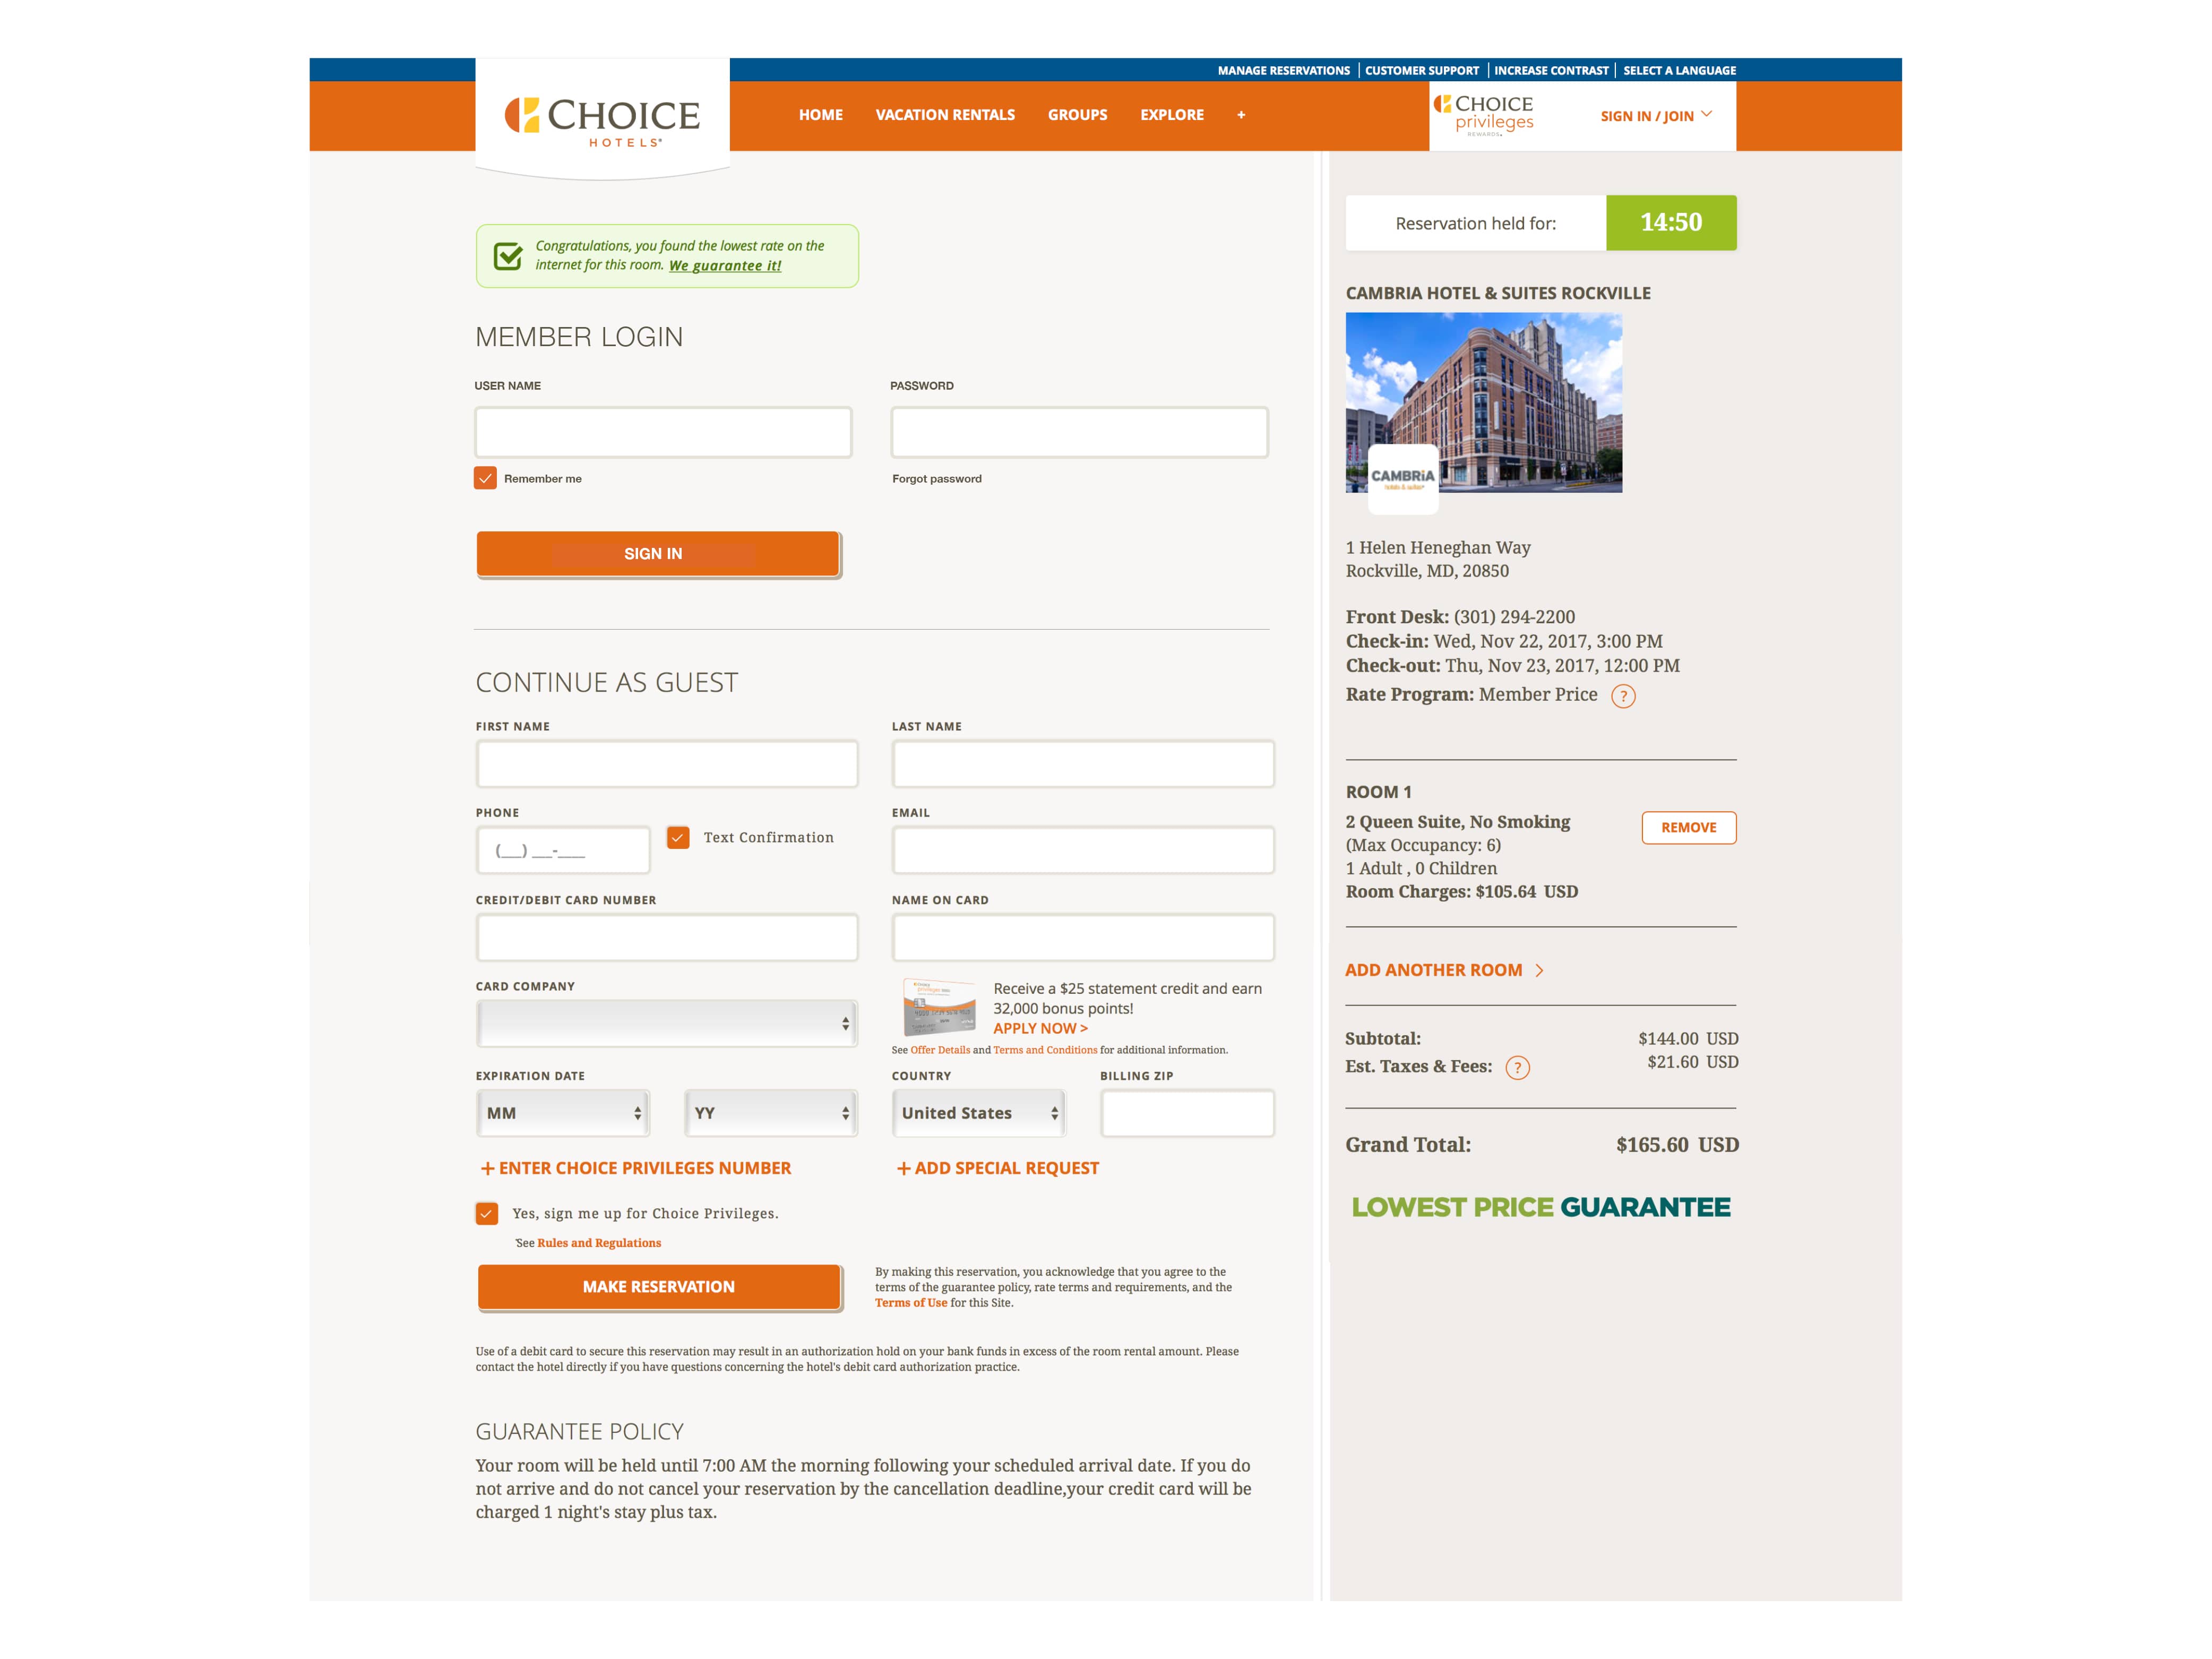 MANAGE RESERVATIONS | CUSTOMER SUPPORT | INCREASE CONTRAST | SELECT A LANGUAGE
CHOICE
HOTELS
HOME VACATION RENTALS GROUPS EXPLORE +
CHOICE
privileges
REWARDS.
SIGN IN / JOIN
Congratulations, you found the lowest rate on the
internet for this room. We guarantee it!
MEMBER LOGIN
USER NAME PASSWORD
Remember me Forgot password
SIGN IN
CONTINUE AS GUEST
FIRST NAME LAST NAME
PHONE EMAIL
(__) __-___ Text Confirmation
CREDIT/DEBIT CARD NUMBER NAME ON CARD
CARD COMPANY
Receive a $25 statement credit and earn
32,000 bonus points!
APPLY NOW >
See Offer Details and Terms and Conditions for additional information.
EXPIRATION DATE COUNTRY BILLING ZIP
MM YY United States
+ ENTER CHOICE PRIVILEGES NUMBER + ADD SPECIAL REQUEST
Yes, sign me up for Choice Privileges.
See Rules and Regulations
MAKE RESERVATION
By making this reservation, you acknowledge that you agree to the
terms of the guarantee policy, rate terms and requirements, and the
Terms of Use for this Site.
Use of a debit card to secure this reservation may result in an authorization hold on your bank funds in excess of the room rental amount. Please
contact the hotel directly if you have questions concerning the hotel's debit card authorization practice.
GUARANTEE POLICY
Your room will be held until 7:00 AM the morning following your scheduled arrival date. If you do
not arrive and do not cancel your reservation by the cancellation deadline,your credit card will be
charged 1 night's stay plus tax.
Reservation held for: 14:50
CAMBRIA HOTEL & SUITES ROCKVILLE
CAMBRiA
hotels & suites
1 Helen Heneghan Way
Rockville, MD, 20850
Front Desk: (301) 294-2200
Check-in: Wed, Nov 22, 2017, 3:00 PM
Check-out: Thu, Nov 23, 2017, 12:00 PM
Rate Program: Member Price ?
ROOM 1
2 Queen Suite, No Smoking
REMOVE
(Max Occupancy: 6)
1 Adult , 0 Children
Room Charges: $105.64 USD
ADD ANOTHER ROOM >
Subtotal: $144.00 USD
Est. Taxes & Fees: ? $21.60 USD
Grand Total: $165.60 USD
LOWEST PRICE GUARANTEE